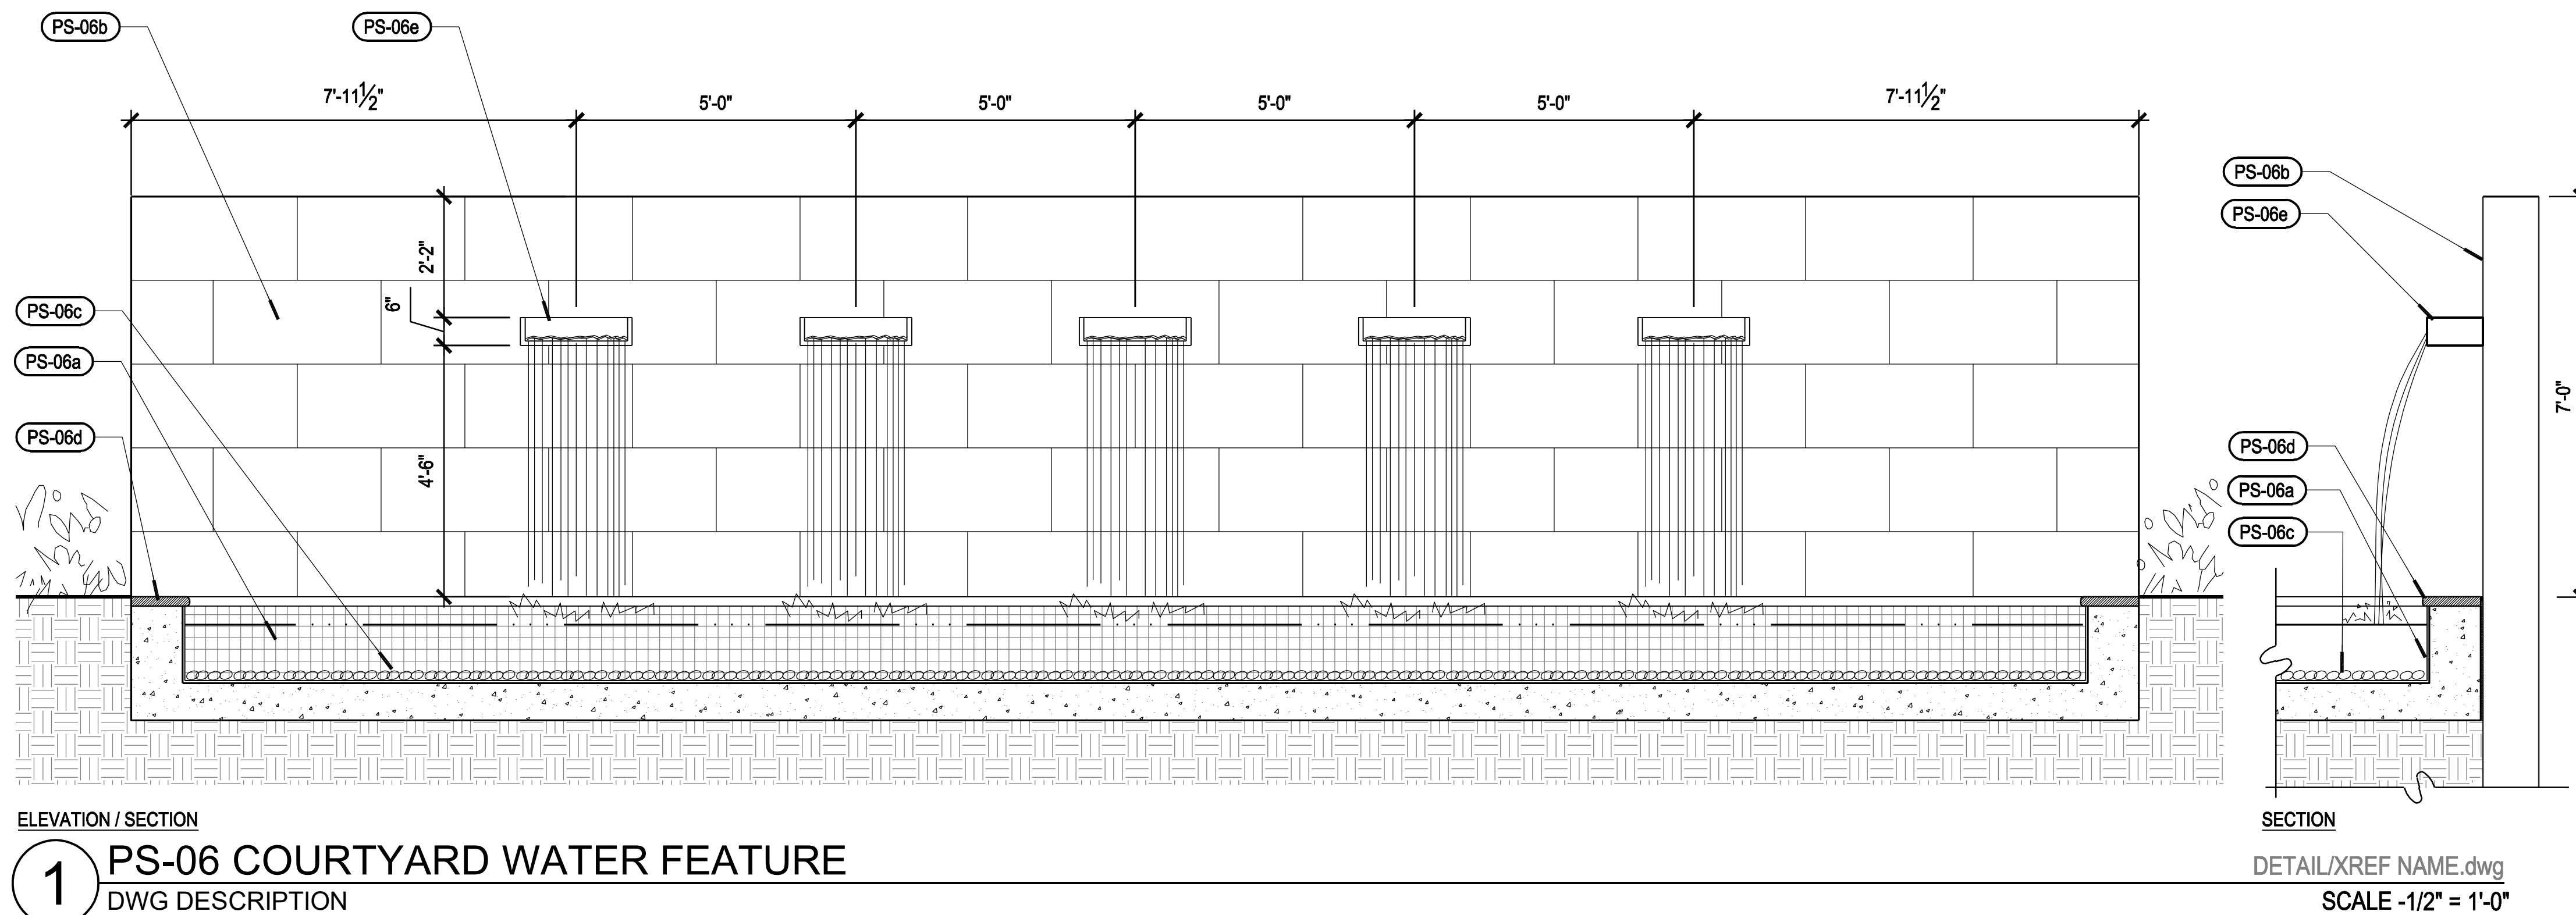 PS-06b
PS-06e
7'-11½"
5'-0"
5'-0"
5'-0"
5'-0"
7'-11½"
PS-06b
PS-06e
2'-2"
6"
PS-06c
PS-06a
PS-06d
4'-6"
7'-0"
PS-06d
PS-06a
PS-06c
ELEVATION / SECTION
SECTION
1
PS-06 COURTYARD WATER FEATURE
DWG DESCRIPTION
DETAIL/XREF NAME.dwg
SCALE -1/2" = 1'-0"